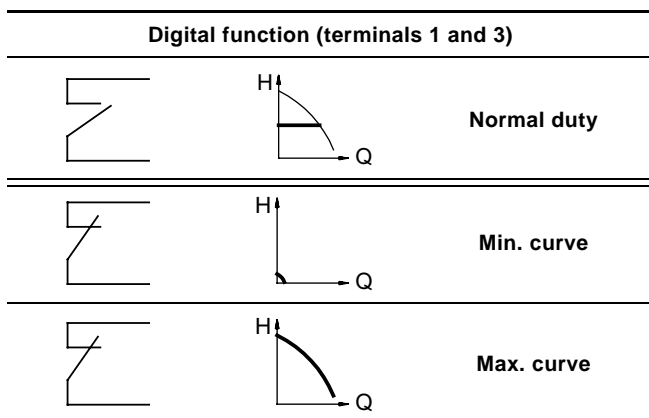 Digital function (terminals 1 and 3)
H
Q
Normal duty
H
Q
Min. curve
H
Q
Max. curve